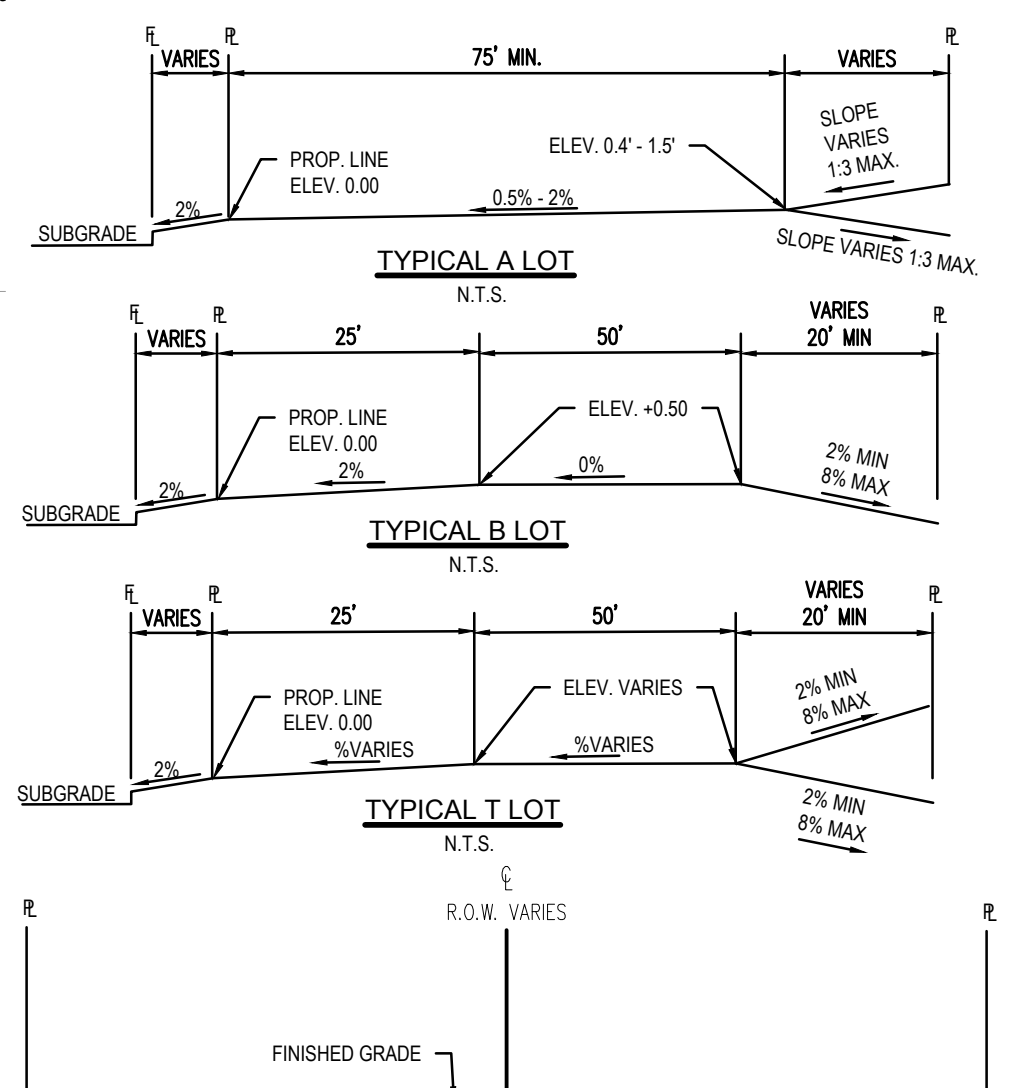 FL PL PL
VARIES 75' MIN. VARIES
SLOPE
VARIES
1:3 MAX.
PROP. LINE
ELEV. 0.00
ELEV. 0.4' - 1.5'
2%
0.5% - 2%
SUBGRADE
SLOPE VARIES 1:3 MAX.
TYPICAL A LOT
N.T.S.
FL PL PL
VARIES 25' 50' VARIES
20' MIN
PROP. LINE
ELEV. 0.00
ELEV. +0.50
2%
2%
0%
2% MIN
8% MAX
SUBGRADE
TYPICAL B LOT
N.T.S.
FL PL PL
VARIES 25' 50' VARIES
20' MIN
PROP. LINE
ELEV. 0.00
ELEV. VARIES
2% MIN
8% MAX
2%
%VARIES
%VARIES
SUBGRADE
2% MIN
8% MAX
TYPICAL T LOT
N.T.S.
CL
PL R.O.W. VARIES PL
FINISHED GRADE